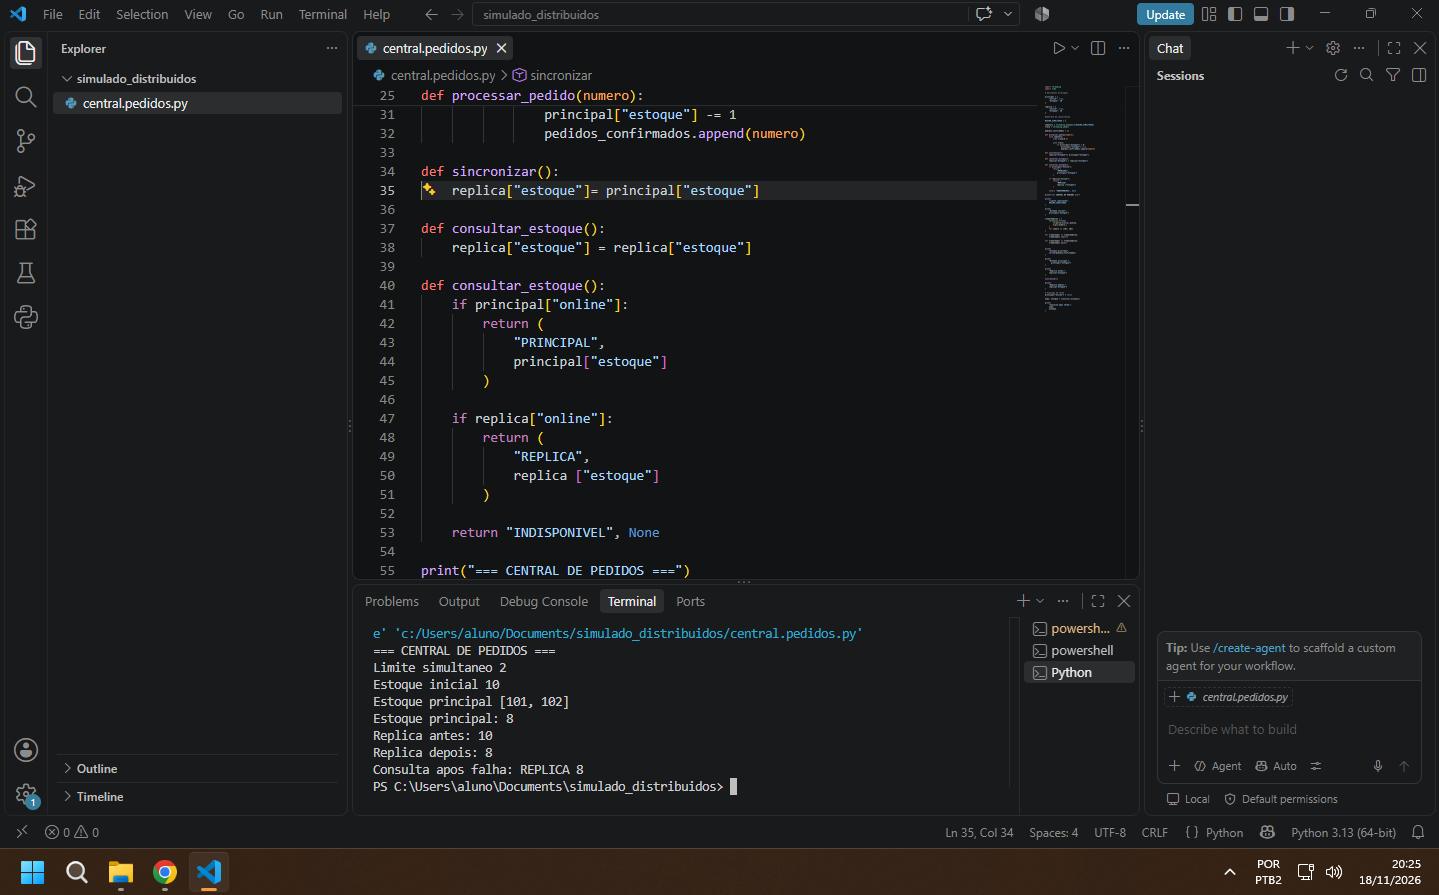 File Edit Selection View Go Run Terminal Help
simulado_distribuidos
Update
Explorer
simulado_distribuidos
central.pedidos.py
Outline
Timeline
central.pedidos.py
central.pedidos.py > sincronizar
25 def processar_pedido(numero):
31 principal["estoque"] -= 1
32 pedidos_confirmados.append(numero)
33
34 def sincronizar():
35 replica["estoque"]= principal["estoque"]
36
37 def consultar_estoque():
38 replica["estoque"] = replica["estoque"]
39
40 def consultar_estoque():
41 if principal["online"]:
42 return (
43 "PRINCIPAL",
44 principal["estoque"]
45 )
46
47 if replica["online"]:
48 return (
49 "REPLICA",
50 replica ["estoque"]
51 )
52
53 return "INDISPONIVEL", None
54
55 print("=== CENTRAL DE PEDIDOS ===")
Problems Output Debug Console Terminal Ports
e' 'c:/Users/aluno/Documents/simulado_distribuidos/central.pedidos.py'
=== CENTRAL DE PEDIDOS ===
Limite simultaneo 2
Estoque inicial 10
Estoque principal [101, 102]
Estoque principal: 8
Replica antes: 10
Replica depois: 8
Consulta apos falha: REPLICA 8
PS C:\Users\aluno\Documents\simulado_distribuidos>
powersh...
powershell
Python
Chat
Sessions
Tip: Use /create-agent to scaffold a custom
agent for your workflow.
central.pedidos.py
Describe what to build
Agent Auto
Local Default permissions
1
0 0
Ln 35, Col 34 Spaces: 4 UTF-8 CRLF { } Python Python 3.13 (64-bit)
POR
PTB2
20:25
18/11/2026